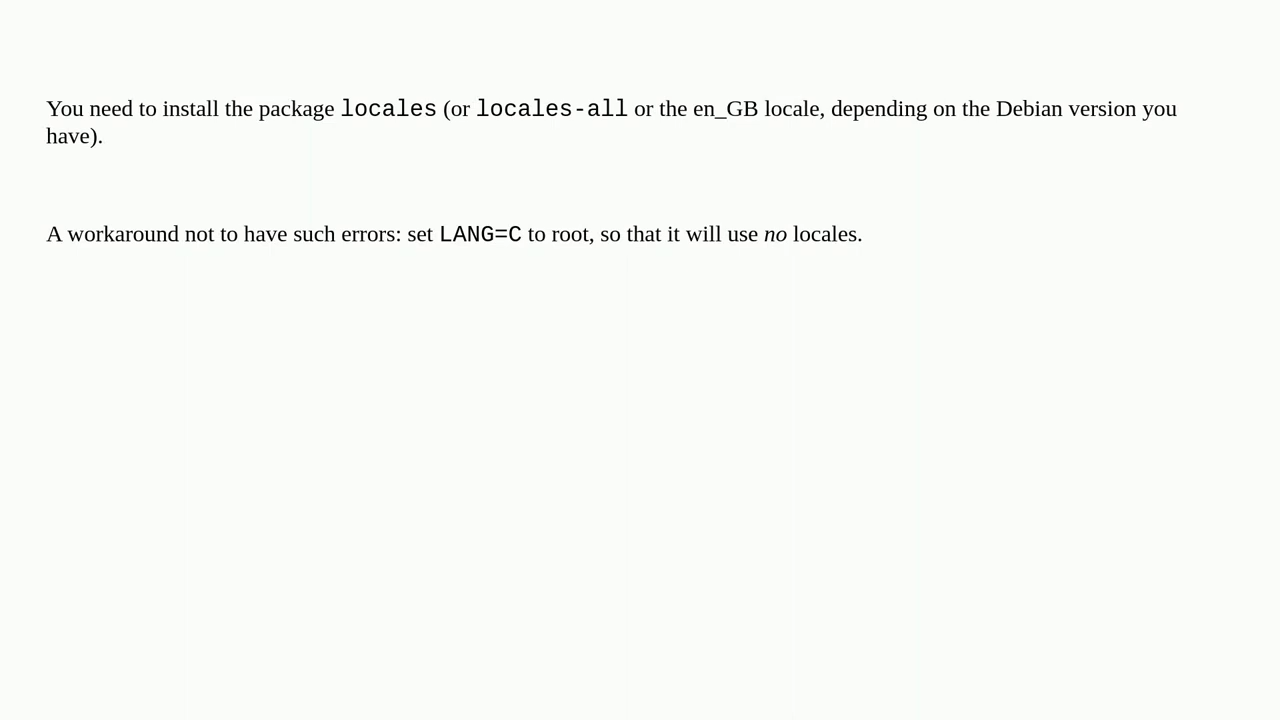 You need to install the package locales (or locales-all or the en_GB locale, depending on the Debian version you
have).
A workaround not to have such errors: set LANG=C to root, so that it will use no locales.